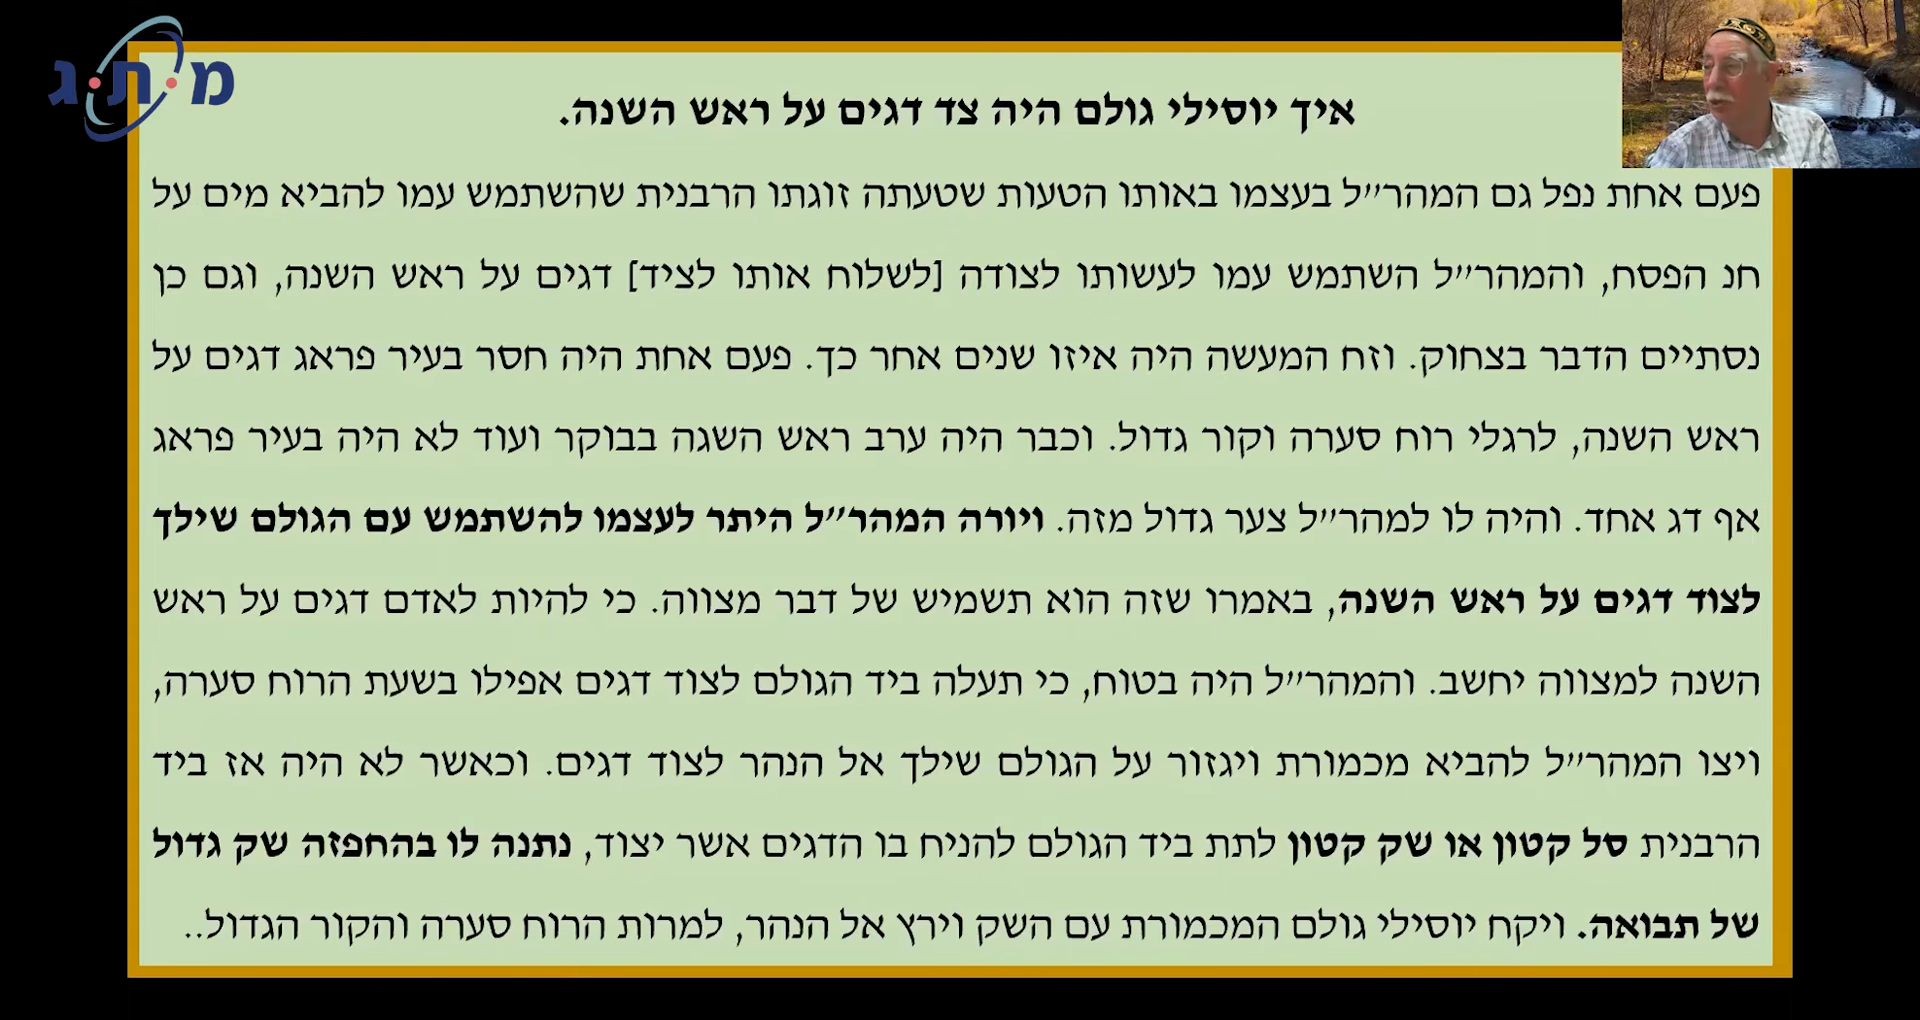 מ.ת.ג
איך יוסילי גולם היה צד דגים על ראש השנה.
פעם אחת נפל גם המהר״ל בעצמו באותו הטעות שטעתה זוגתו הרבנית שהשתמש עמו להביא מים על
חג הפסח, והמהר״ל השתמש עמו לעשותו לצודה [לשלוח אותו לציד] דגים על ראש השנה, וגם כן
נסתיים הדבר בצחוק. וזח המעשה היה איזו שנים אחר כך. פעם אחת היה חסר בעיר פראג דגים על
ראש השנה, לרגלי רוח סערה וקור גדול. וכבר היה ערב ראש השגה בבוקר ועוד לא היה בעיר פראג
אף דג אחד. והיה לו למהר״ל צער גדול מזה. ויורה המהר״ל היתר לעצמו להשתמש עם הגולם שילך
לצוד דגים על ראש השנה, באמרו שזה הוא תשמיש של דבר מצווה. כי להיות לאדם דגים על ראש
השנה למצווה יחשב. והמהר״ל היה בטוח, כי תעלה ביד הגולם לצוד דגים אפילו בשעת הרוח סערה,
ויצו המהר״ל להביא מכמורת ויגזור על הגולם שילך אל הנהר לצוד דגים. וכאשר לא היה אז ביד
הרבנית סל קטון או שק קטון לתת ביד הגולם להניח בו הדגים אשר יצוד, נתנה לו בהחפזה שק גדול
של תבואה. ויקח יוסילי גולם המכמורת עם השק וירץ אל הנהר, למרות הרוח סערה והקור הגדול..